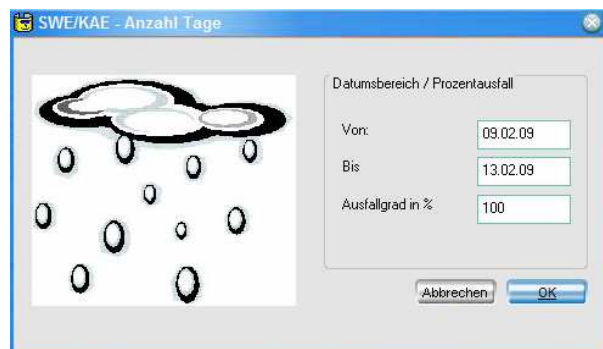 SWE/KAE - Anzahl Tage
Datumsbereich / Prozentausfall
Von: 09.02.09
Bis 13.02.09
Ausfallgrad in % 100
Abbrechen OK